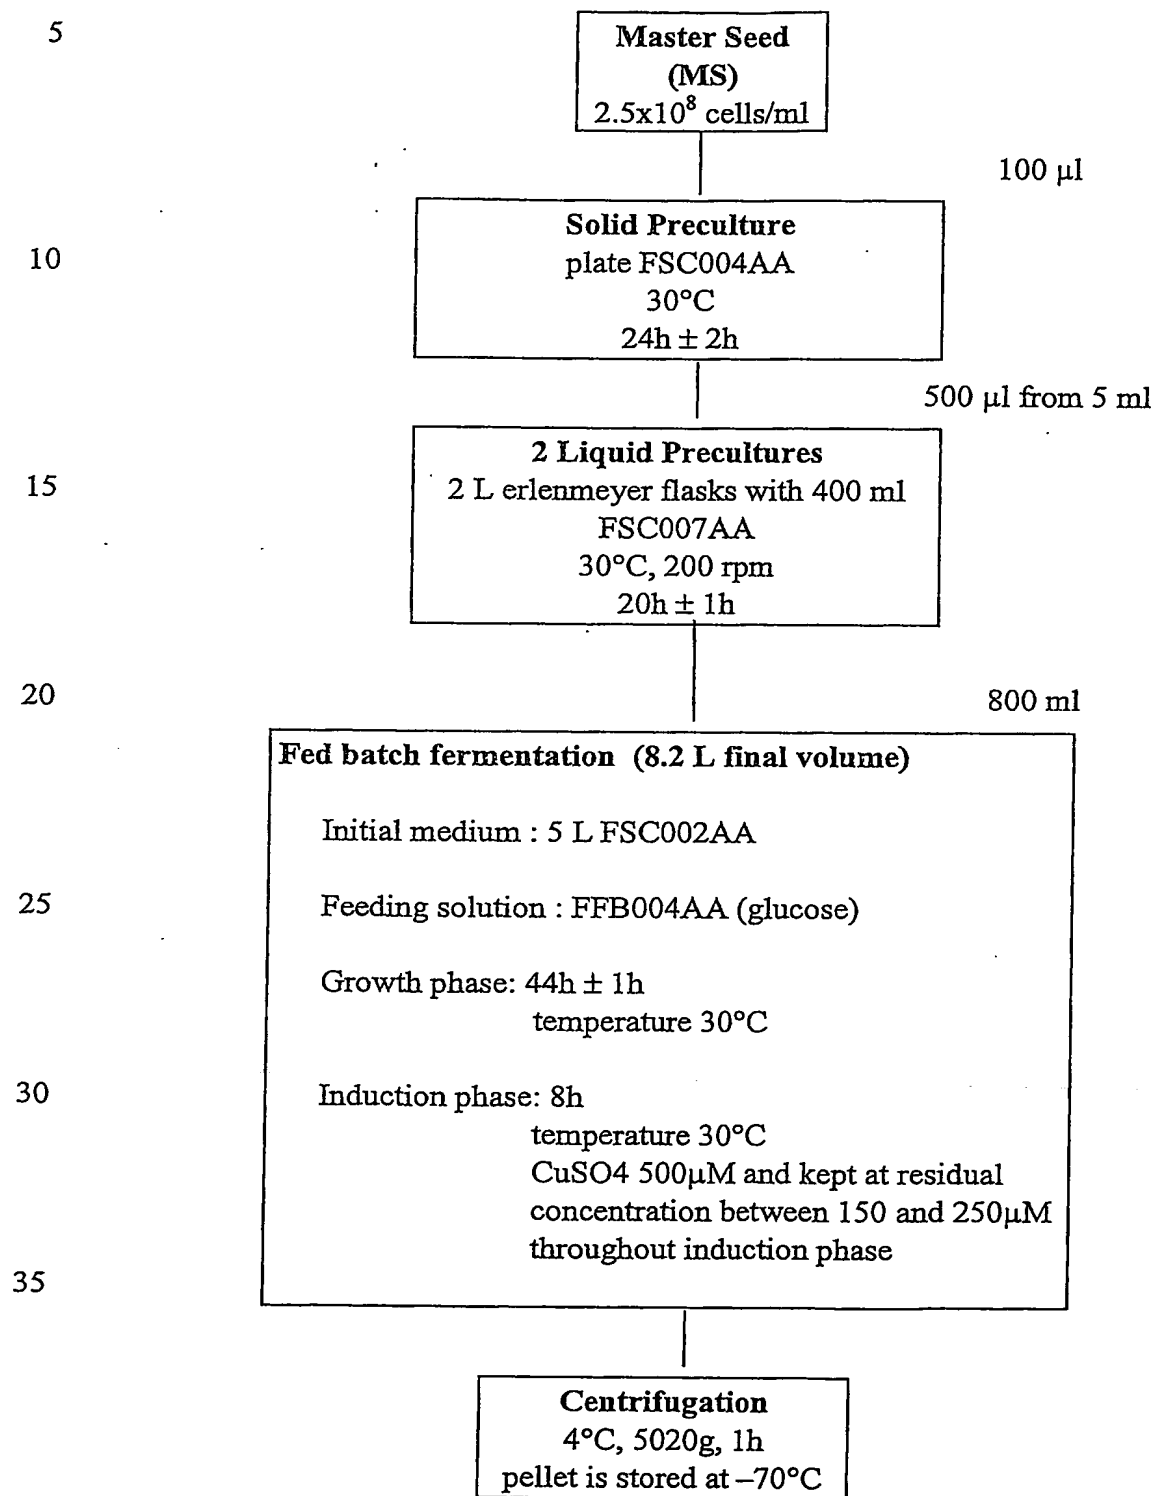 5
Master Seed
(MS)
2.5x10⁸ cells/ml
100 µl
Solid Preculture
10
plate FSC004AA
30°C
24h ± 2h
500 µl from 5 ml
2 Liquid Precultures
15
2 L erlenmeyer flasks with 400 ml
FSC007AA
30°C, 200 rpm
20h ± 1h
20
800 ml
Fed batch fermentation (8.2 L final volume)
Initial medium : 5 L FSC002AA
25
Feeding solution : FFB004AA (glucose)
Growth phase: 44h ± 1h
temperature 30°C
30
Induction phase: 8h
temperature 30°C
CuSO4 500µM and kept at residual
concentration between 150 and 250µM
throughout induction phase
35
Centrifugation
4°C, 5020g, 1h
pellet is stored at –70°C